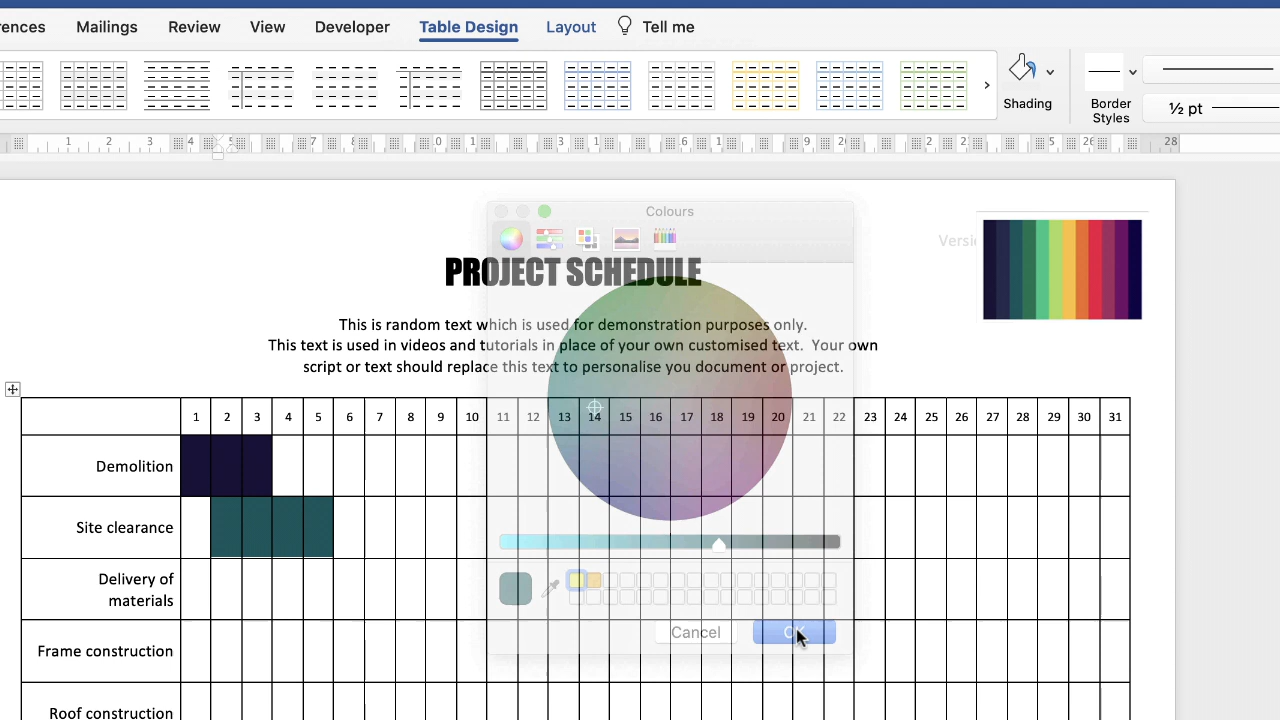 rences Mailings Review View Developer Table Design Layout Tell me
Shading
Border
Styles
½ pt
Colours
Versi
PROJECT SCHEDULE
This is random text which is used for demonstration purposes only.
This text is used in videos and tutorials in place of your own customised text. Your own
script or text should replace this text to personalise you document or project.
1 2 3 4 5 6 7 8 9 10 11 12 13 14 15 16 17 18 19 20 21 22 23 24 25 26 27 28 29 30 31
Demolition
Site clearance
Delivery of
materials
Frame construction
Cancel OK
Roof construction